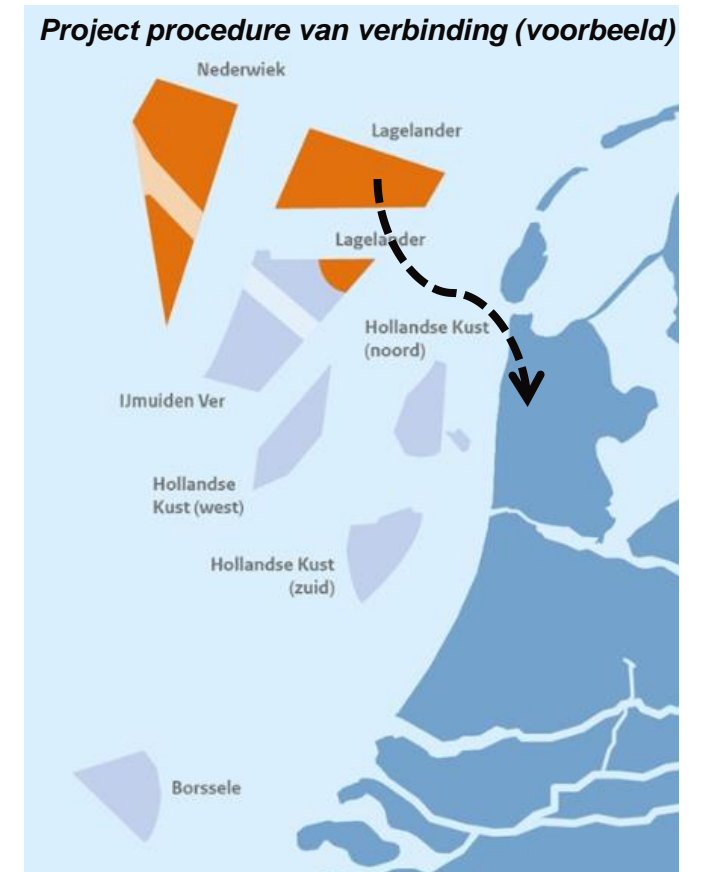 Project procedure van verbinding (voorbeeld)
Nederwiek
Lagelander
Lagelander
Hollandse Kust
(noord)
IJmuiden Ver
Hollandse
Kust (west)
Hollandse Kust
(zuid)
Borssele